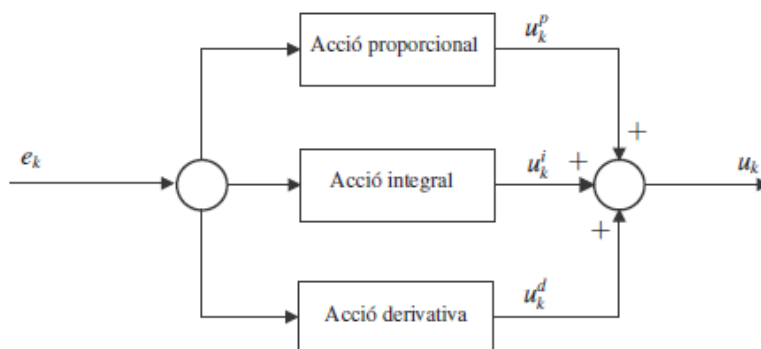 Acció proporcional
u_k^p
+
e_k
Acció integral
u_k^i
+
u_k
+
Acció derivativa
u_k^d